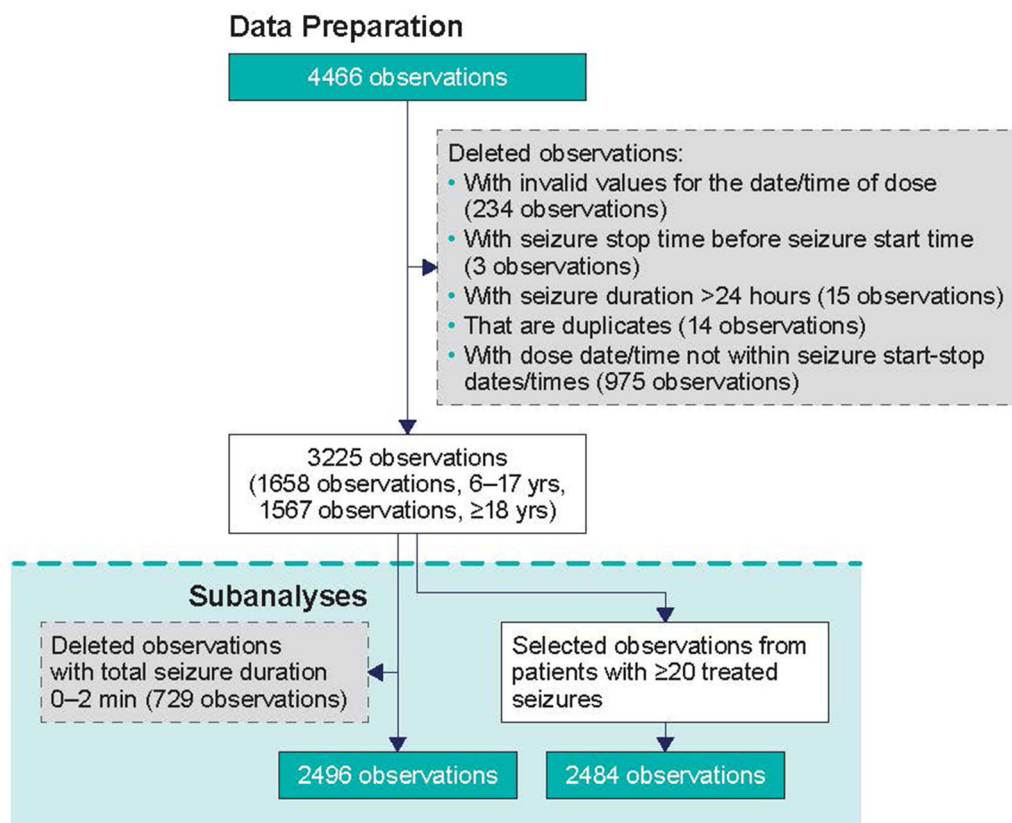 Data Preparation
4466 observations
Deleted observations:
• With invalid values for the date/time of dose
(234 observations)
• With seizure stop time before seizure start time
(3 observations)
• With seizure duration >24 hours (15 observations)
• That are duplicates (14 observations)
• With dose date/time not within seizure start-stop
dates/times (975 observations)
3225 observations
(1658 observations, 6–17 yrs,
1567 observations, ≥18 yrs)
Subanalyses
Deleted observations
with total seizure duration
0–2 min (729 observations)
Selected observations from
patients with ≥20 treated
seizures
2496 observations
2484 observations